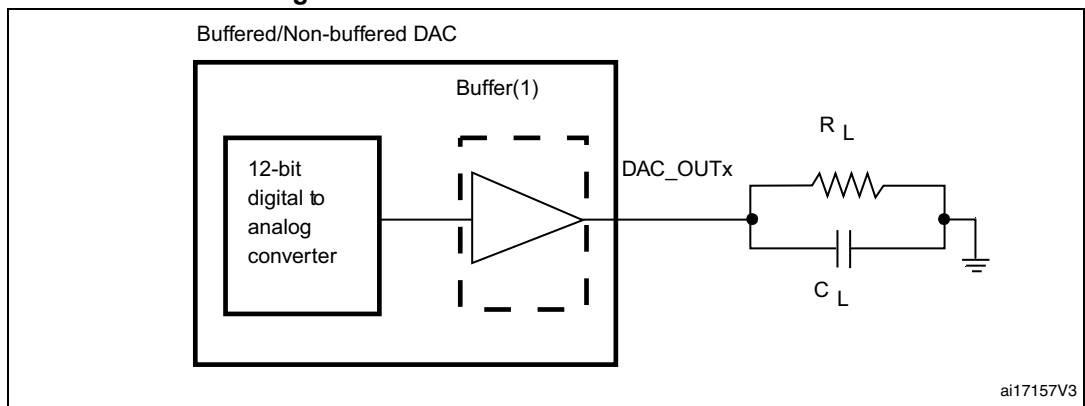 Buffered/Non-buffered DAC
Buffer(1)
12-bit
digital to
analog
converter
DAC_OUTx
R L
C L
ai17157V3